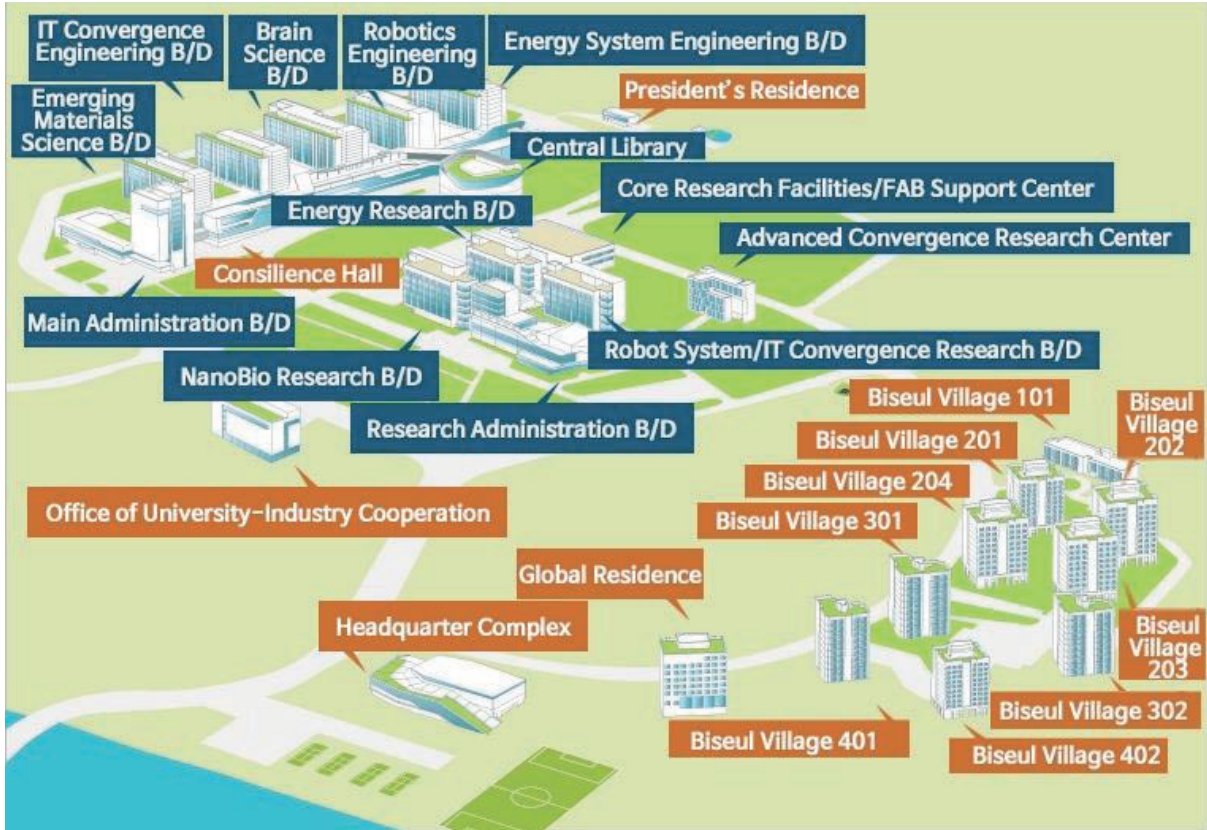 IT Convergence
Engineering B/D
Brain
Science
B/D
Robotics
Engineering
B/D
Energy System Engineering B/D
President's Residence
Emerging
Materials
Science B/D
Central Library
Core Research Facilities/FAB Support Center
Energy Research B/D
Advanced Convergence Research Center
Consilience Hall
Main Administration B/D
Robot System/IT Convergence Research B/D
NanoBio Research B/D
Research Administration B/D
Biseul Village 101
Biseul
Village
202
Biseul Village 201
Biseul Village 204
Office of University-Industry Cooperation
Biseul Village 301
Global Residence
Headquarter Complex
Biseul
Village
203
Biseul Village 302
Biseul Village 401
Biseul Village 402